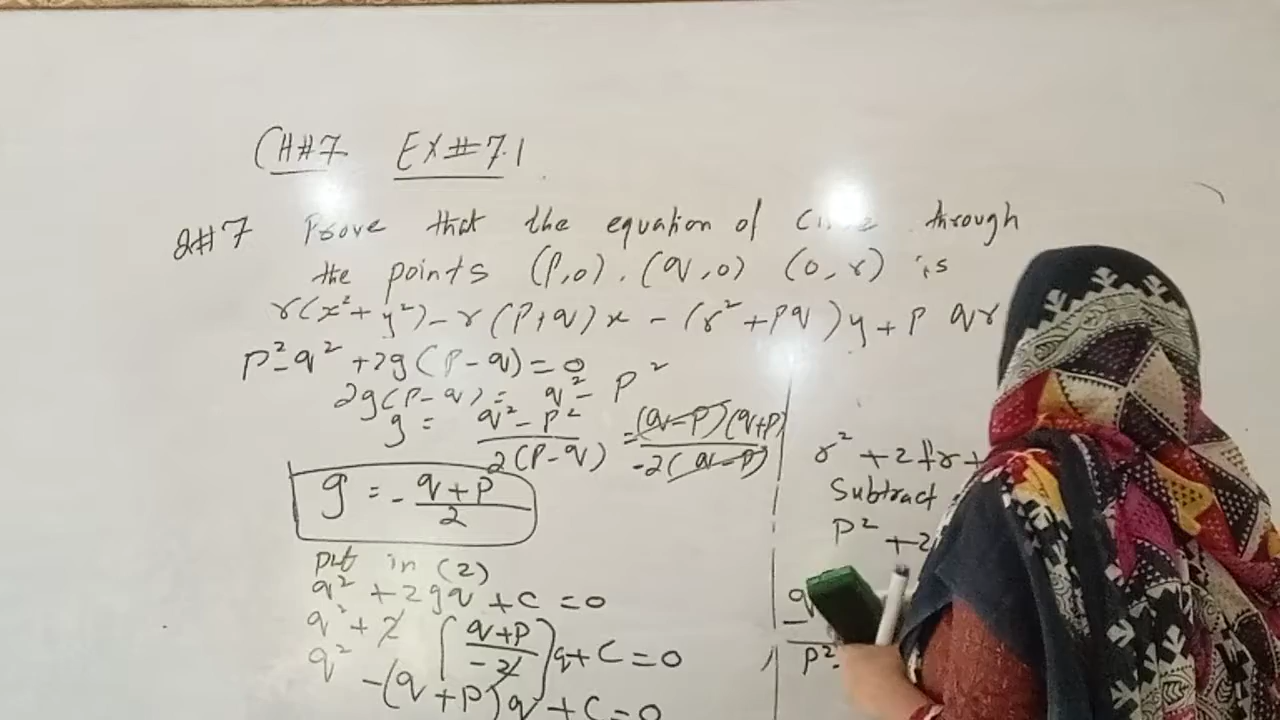 CH#7 EX#7.1
Q#7 Prove that the equation of through
the points (P,0), (q,0) (0,r) is
r(x²+y²)-r(P+q)x-(r²+Pq)y+P qr
P²-q²+2g(P-q)=0
2g(P-q)=q²-P²
g = q²-P² / 2(P-q) = (q-P)(q+P) / -2(q-P)
g = - q+P / 2
Put in (2)
q²+2gq+C=0
q²+2[q+P / -2]q+C=0
q²-(q+P)q+C=0
r²+2fr+
Subtract
P²+2
q
P²-